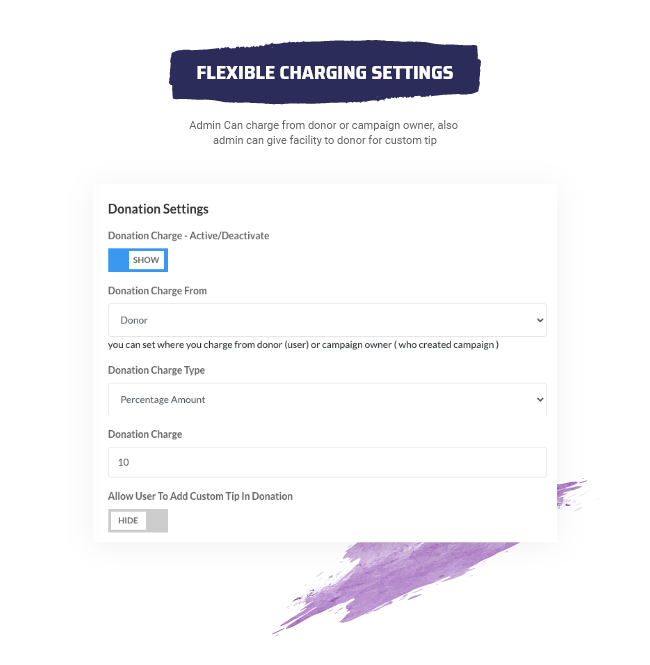 FLEXIBLE CHARGING SETTINGS
Admin Can charge from donor or campaign owner, also
admin can give facility to donor for custom tip
Donation Settings
Donation Charge - Active/Deactivate
SHOW
Donation Charge From
Donor
you can set where you charge from donor (user) or campaign owner ( who created campaign )
Donation Charge Type
Percentage Amount
Donation Charge
10
Allow User To Add Custom Tip In Donation
HIDE